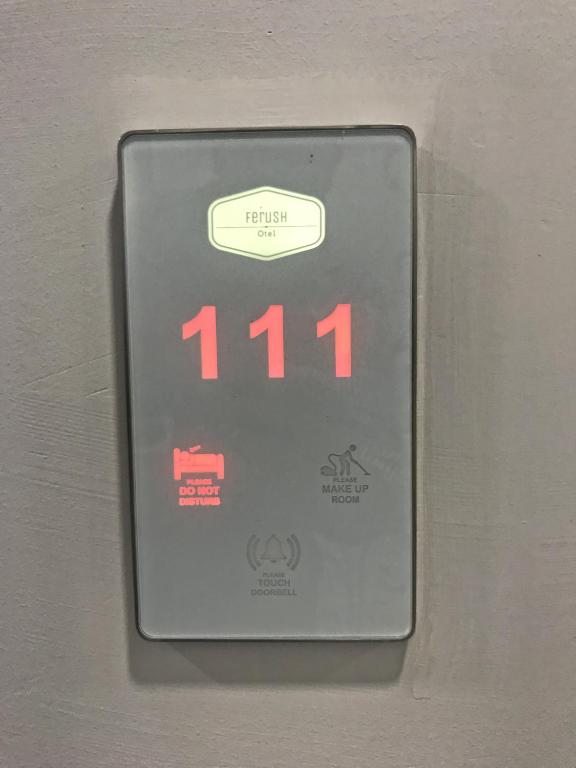 FeruSH
Otel
111
PLEASE
DO NOT
DISTURB
PLEASE
MAKE UP
ROOM
PLEASE
TOUCH
DOORBELL